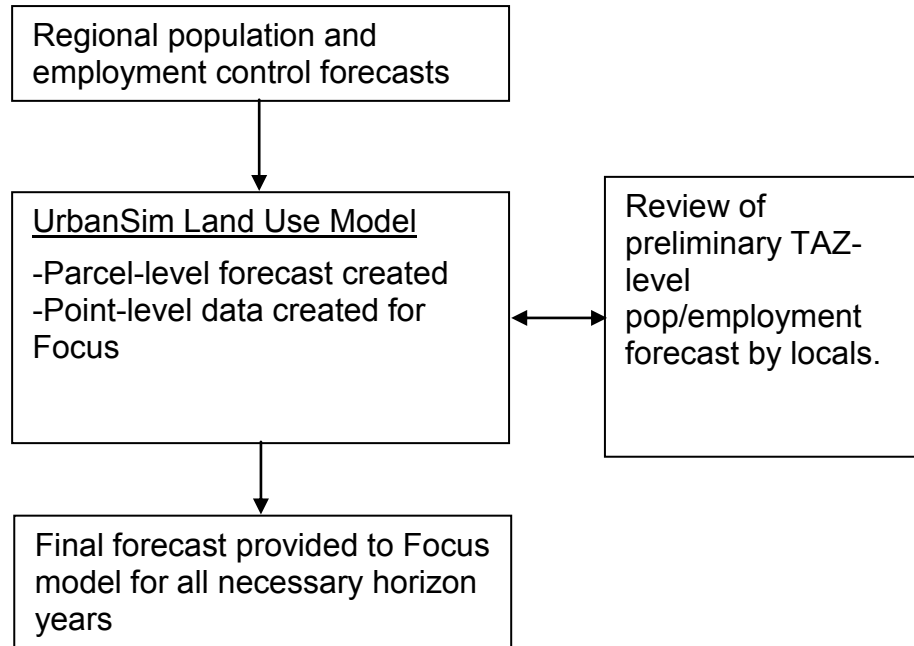 Regional population and
employment control forecasts
UrbanSim Land Use Model
-Parcel-level forecast created
-Point-level data created for
Focus
Review of
preliminary TAZ-
level
pop/employment
forecast by locals.
Final forecast provided to Focus
model for all necessary horizon
years